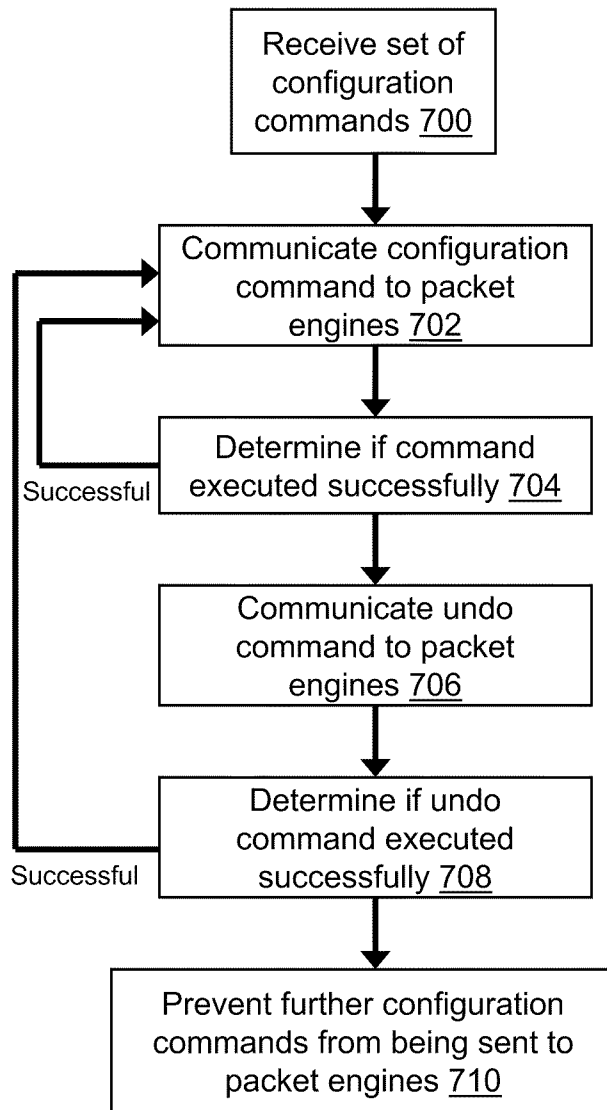 Receive set of
configuration
commands 700
Communicate configuration
command to packet
engines 702
Determine if command
executed successfully 704
Successful
Communicate undo
command to packet
engines 706
Determine if undo
command executed
successfully 708
Successful
Prevent further configuration
commands from being sent to
packet engines 710